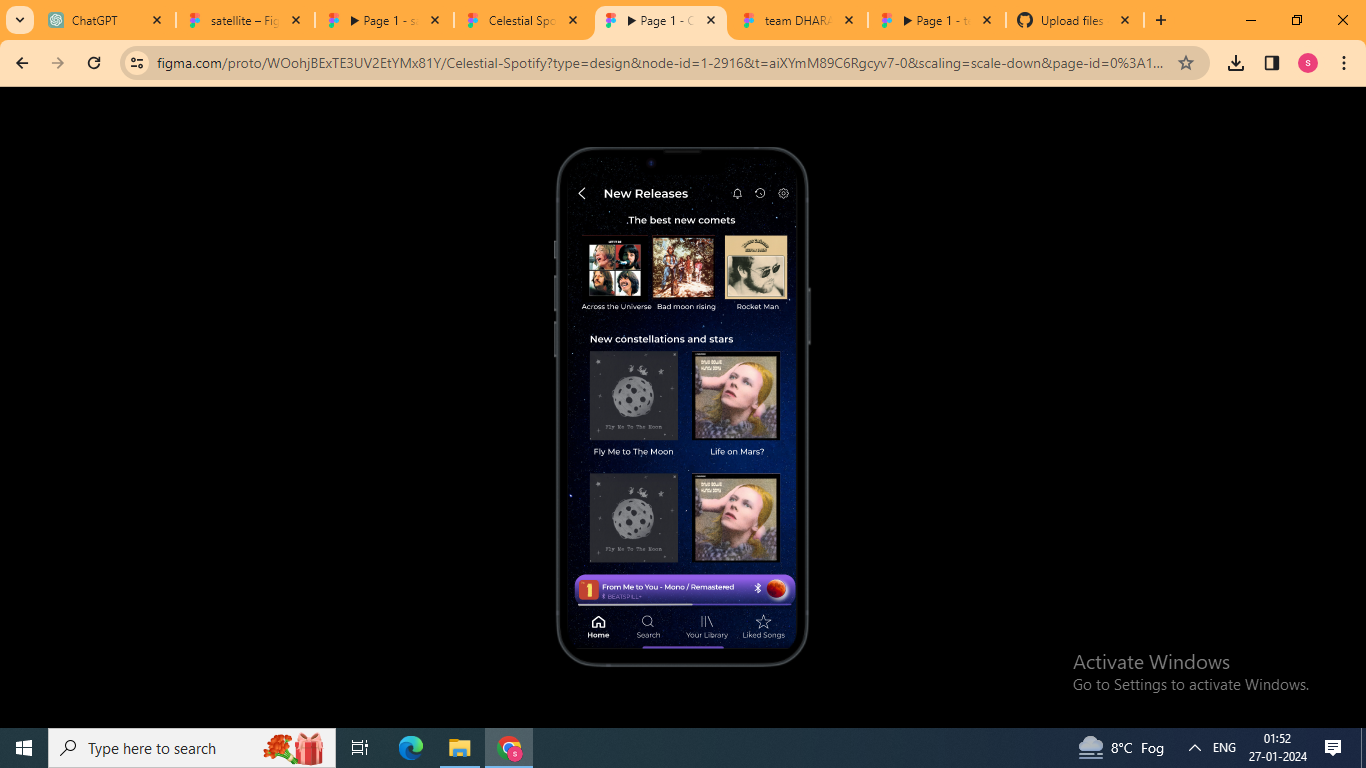 ChatGPT
satellite – Fig
Page 1 - s
Celestial Spo
Page 1 - C
team DHARA
Page 1 - t
Upload files
figma.com/proto/WOohjBExTE3UV2EtYMx81Y/Celestial-Spotify?type=design&node-id=1-2916&t=aiXYmM89C6Rgcyv7-0&scaling=scale-down&page-id=0%3A1...
S
New Releases
.The best new comets
Across the Universe Bad moon rising Rocket Man
New constellations and stars
Fly Me To The Moon
Fly Me to The Moon Life on Mars?
Fly Me To The Moon
1
From Me to You - Mono / Remastered
BEATSPILL+
Home Search Your Library Liked Songs
Activate Windows
Go to Settings to activate Windows.
Type here to search
S
8°C Fog
ENG
01:52
27-01-2024